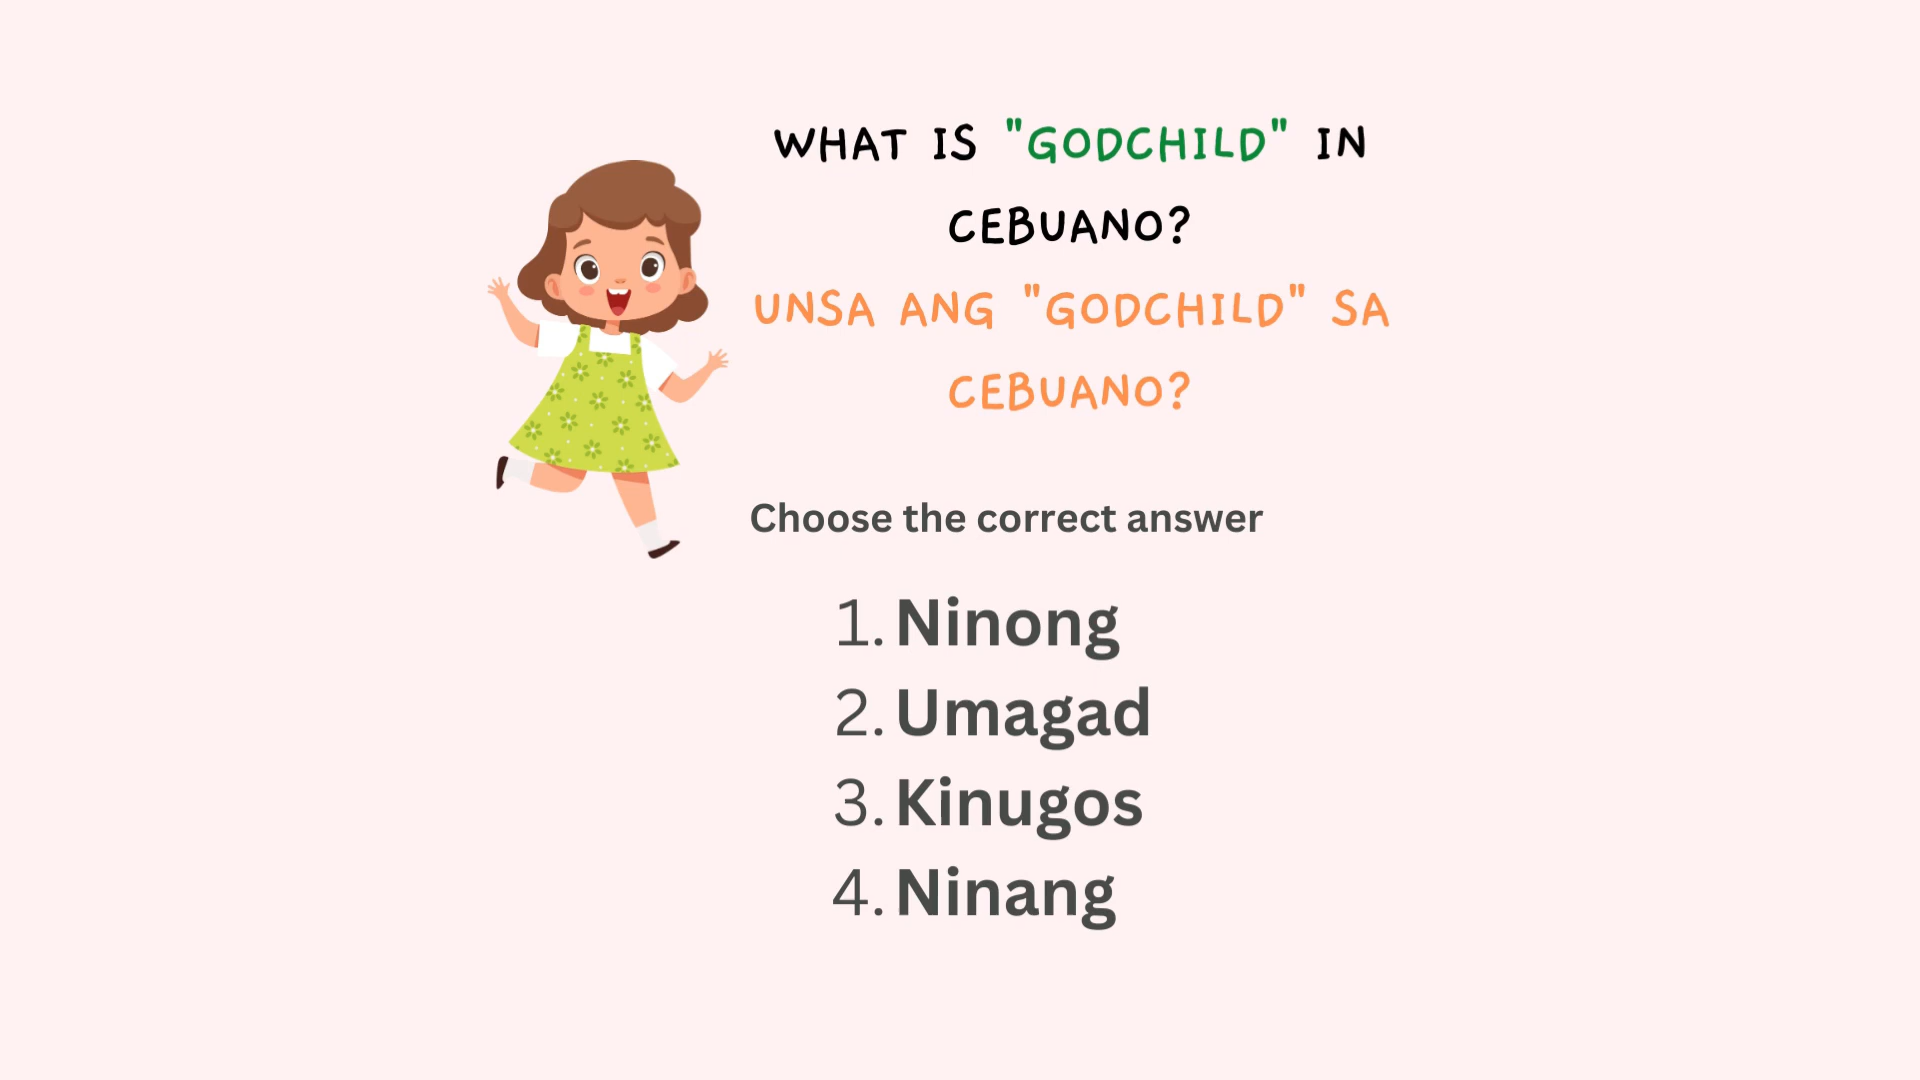 WHAT IS "GODCHILD" IN
CEBUANO?
UNSA ANG "GODCHILD" SA
CEBUANO?
Choose the correct answer
1. Ninong
2. Umagad
3. Kinugos
4. Ninang